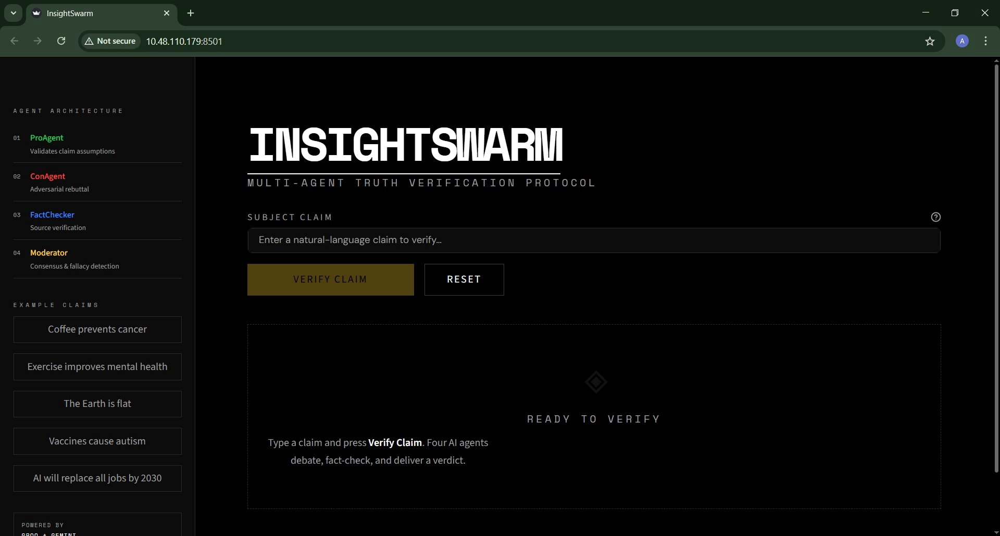 InsightSwarm
Not secure
10.48.110.179:8501
A
AGENT ARCHITECTURE
01 ProAgent
Validates claim assumptions
02 ConAgent
Adversarial rebuttal
03 FactChecker
Source verification
04 Moderator
Consensus & fallacy detection
EXAMPLE CLAIMS
Coffee prevents cancer
Exercise improves mental health
The Earth is flat
Vaccines cause autism
AI will replace all jobs by 2030
POWERED BY
GROQ + GEMINI
INSIGHTSWARM
MULTI-AGENT TRUTH VERIFICATION PROTOCOL
SUBJECT CLAIM
Enter a natural-language claim to verify...
VERIFY CLAIM
RESET
READY TO VERIFY
Type a claim and press Verify Claim. Four AI agents
debate, fact-check, and deliver a verdict.